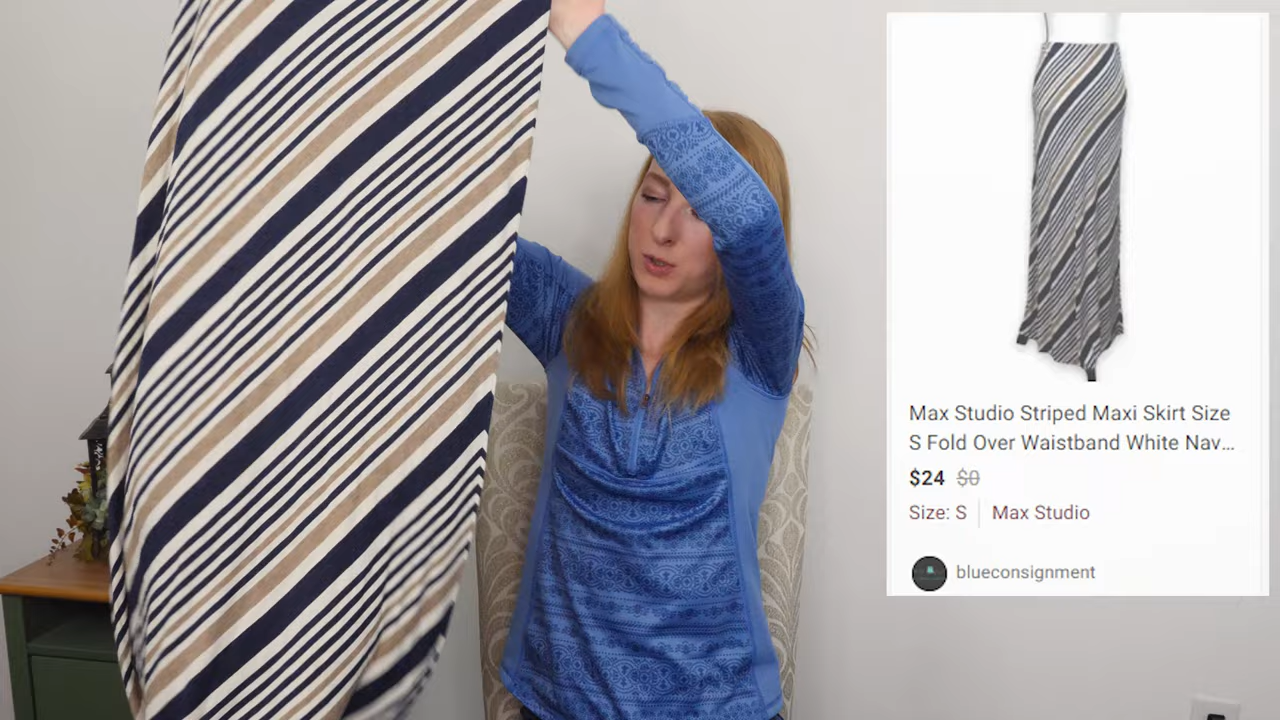 Max Studio Striped Maxi Skirt Size
S Fold Over Waistband White Nav...
$24 $0
Size: S | Max Studio
blueconsignment